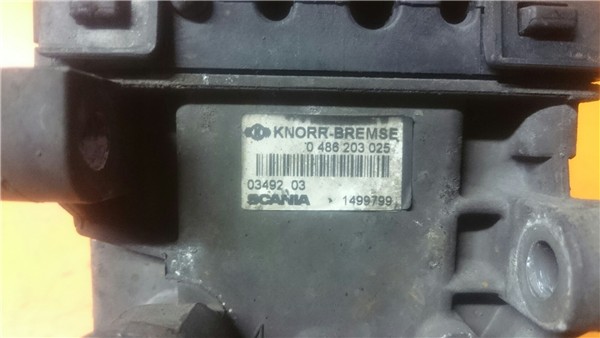 KNORR-BREMSE
0 486 203 025
03492 03
SCANIA 1499799